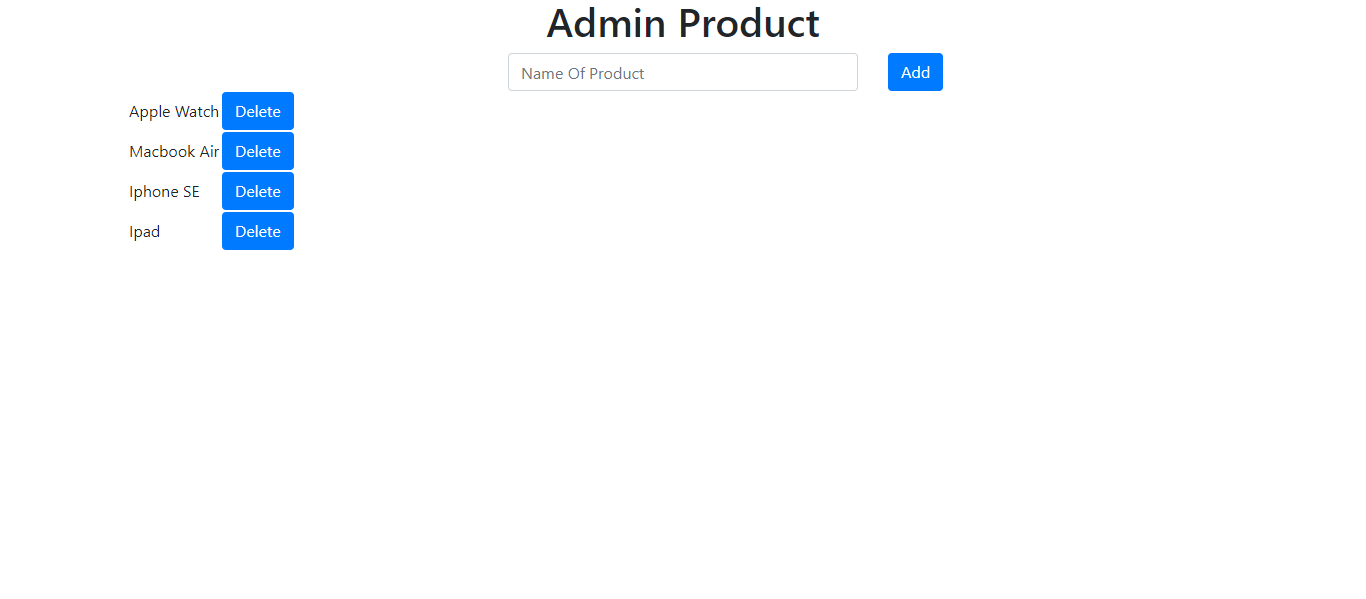 Admin Product
Name Of Product Add
Apple Watch Delete
Macbook Air Delete
Iphone SE Delete
Ipad Delete